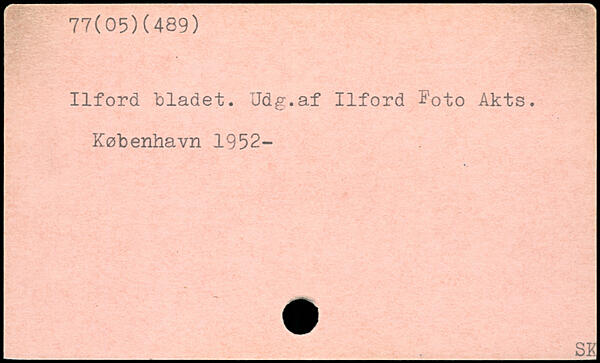 77(05)(489)
Ilford bladet. Udg.af Ilford Foto Akts.
København 1952-
SK